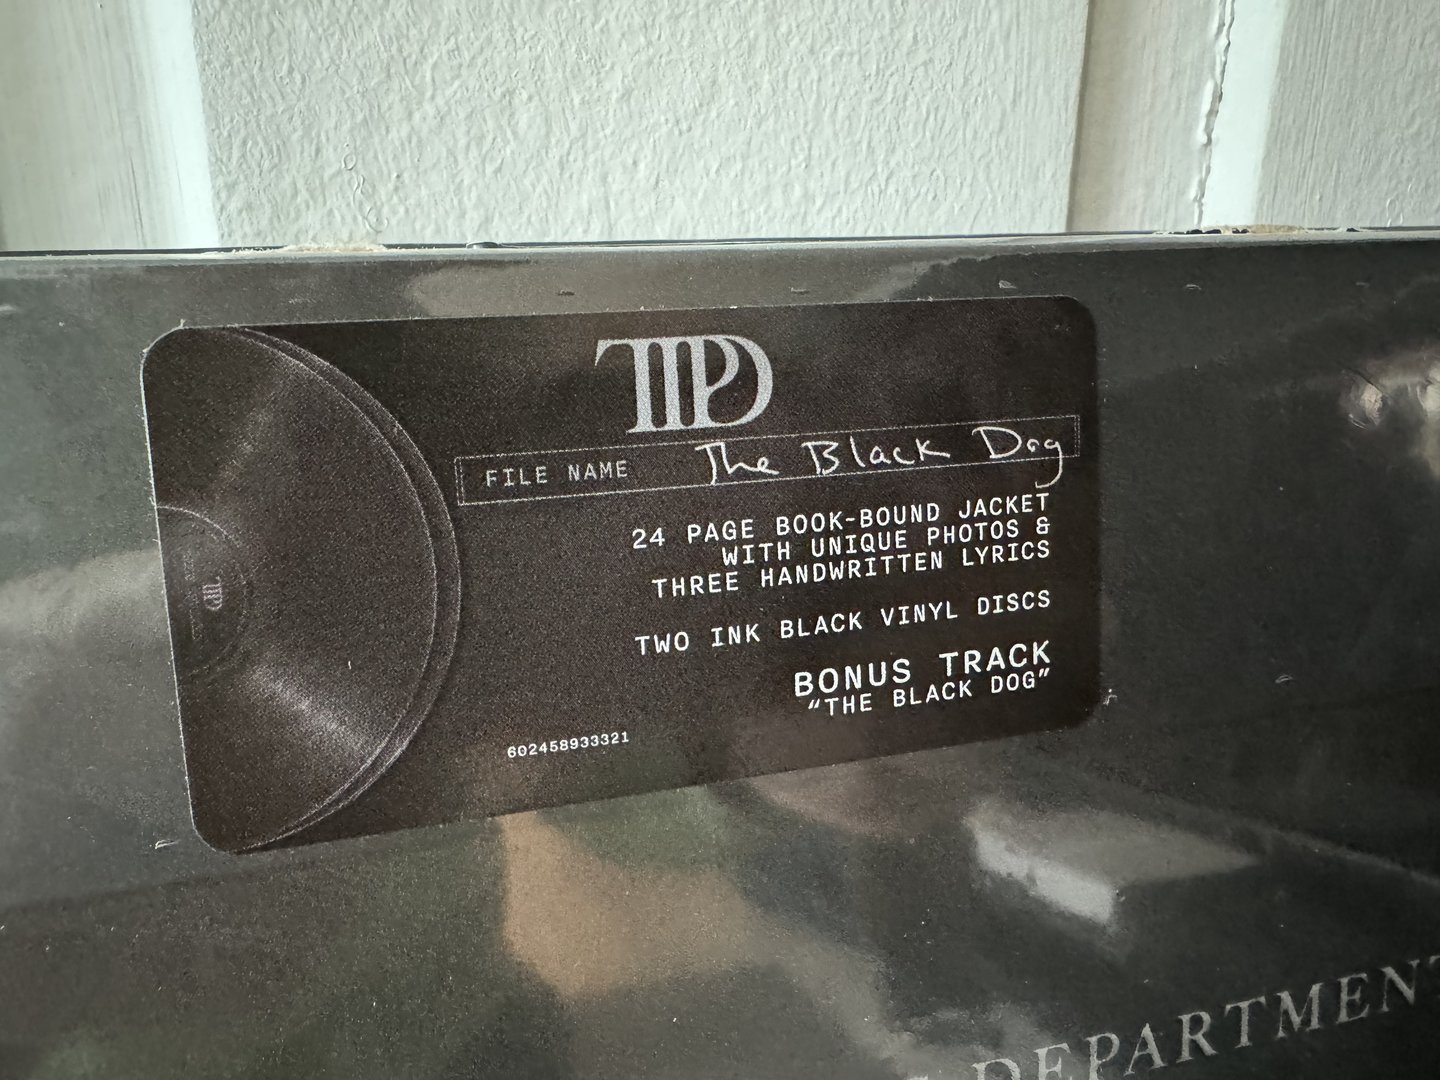 TTPD
FILE NAME The Black Dog
24 PAGE BOOK-BOUND JACKET
WITH UNIQUE PHOTOS &
THREE HANDWRITTEN LYRICS
TWO INK BLACK VINYL DISCS
BONUS TRACK
“THE BLACK DOG”
602458933321
TTPD
DEPARTMENT